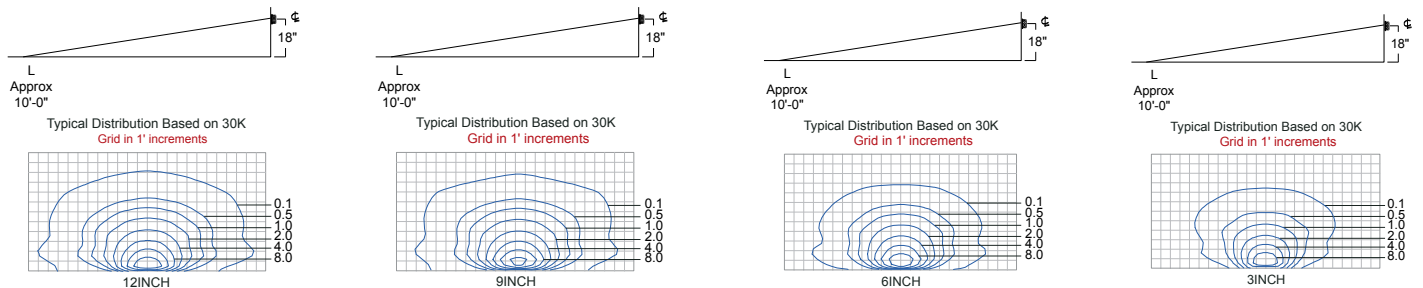 ℄
18"
L
Approx
10'-0"
Typical Distribution Based on 30K
Grid in 1' increments
0.1
0.5
1.0
2.0
4.0
8.0
12INCH
℄
18"
L
Approx
10'-0"
Typical Distribution Based on 30K
Grid in 1' increments
0.1
0.5
1.0
2.0
4.0
8.0
9INCH
℄
18"
L
Approx
10'-0"
Typical Distribution Based on 30K
Grid in 1' increments
0.1
0.5
1.0
2.0
4.0
8.0
6INCH
℄
18"
L
Approx
10'-0"
Typical Distribution Based on 30K
Grid in 1' increments
0.1
0.5
1.0
2.0
4.0
8.0
3INCH